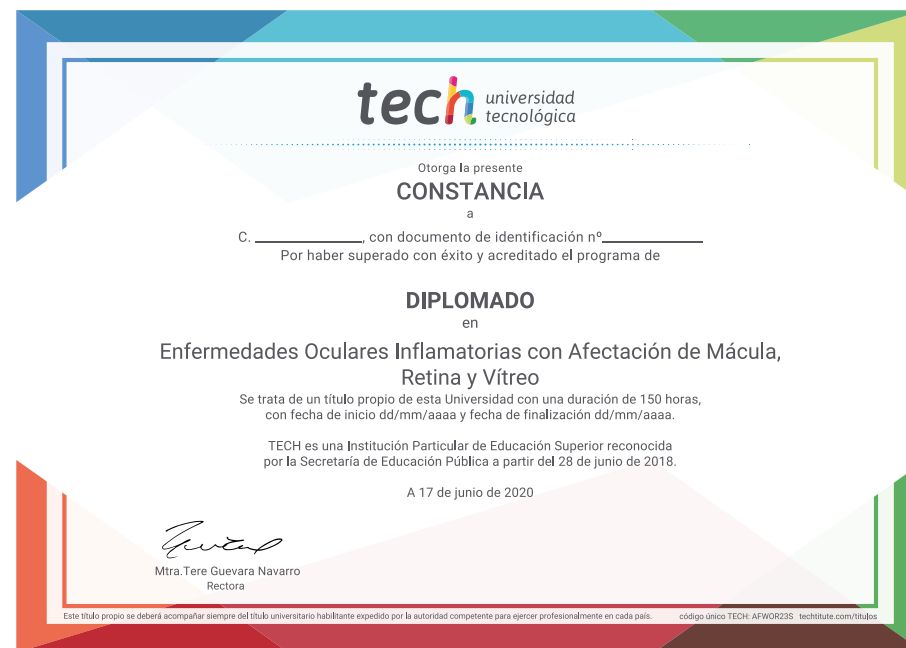 tech universidad
tecnológica
Otorga la presente
CONSTANCIA
a
C. ____________, con documento de identificación nº____________
Por haber superado con éxito y acreditado el programa de
DIPLOMADO
en
Enfermedades Oculares Inflamatorias con Afectación de Mácula,
Retina y Vítreo
Se trata de un título propio de esta Universidad con una duración de 150 horas,
con fecha de inicio dd/mm/aaaa y fecha de finalización dd/mm/aaaa.
TECH es una Institución Particular de Educación Superior reconocida
por la Secretaría de Educación Pública a partir del 28 de junio de 2018.
A 17 de junio de 2020
Mtra.Tere Guevara Navarro
Rectora
Este título propio se deberá acompañar siempre del título universitario habilitante expedido por la autoridad competente para ejercer profesionalmente en cada país. código único TECH: AFWOR23S techtitute.com/titulos